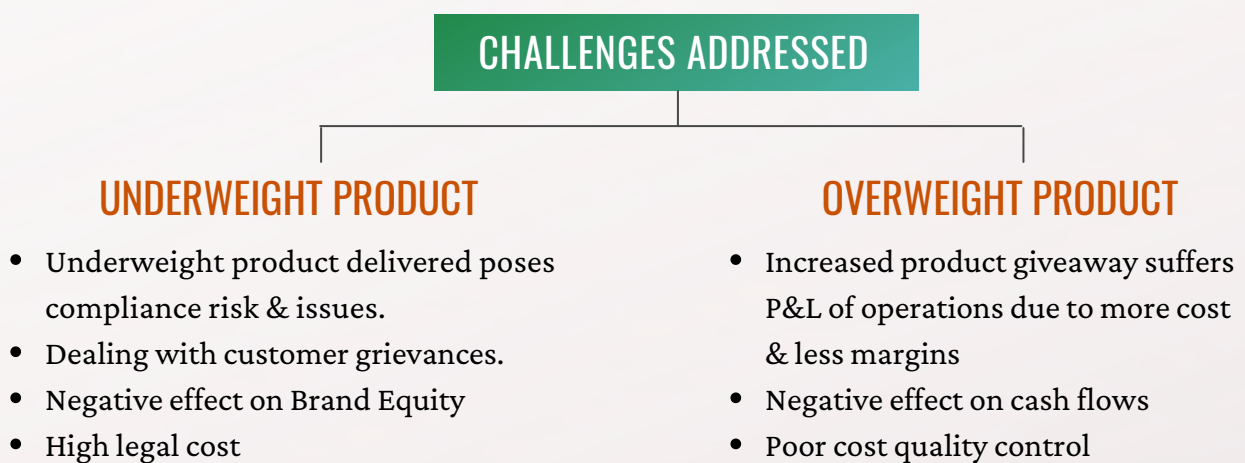 CHALLENGES ADDRESSED
UNDERWEIGHT PRODUCT
• Underweight product delivered poses
compliance risk & issues.
• Dealing with customer grievances.
• Negative effect on Brand Equity
• High legal cost
OVERWEIGHT PRODUCT
• Increased product giveaway suffers
P&L of operations due to more cost
& less margins
• Negative effect on cash flows
• Poor cost quality control